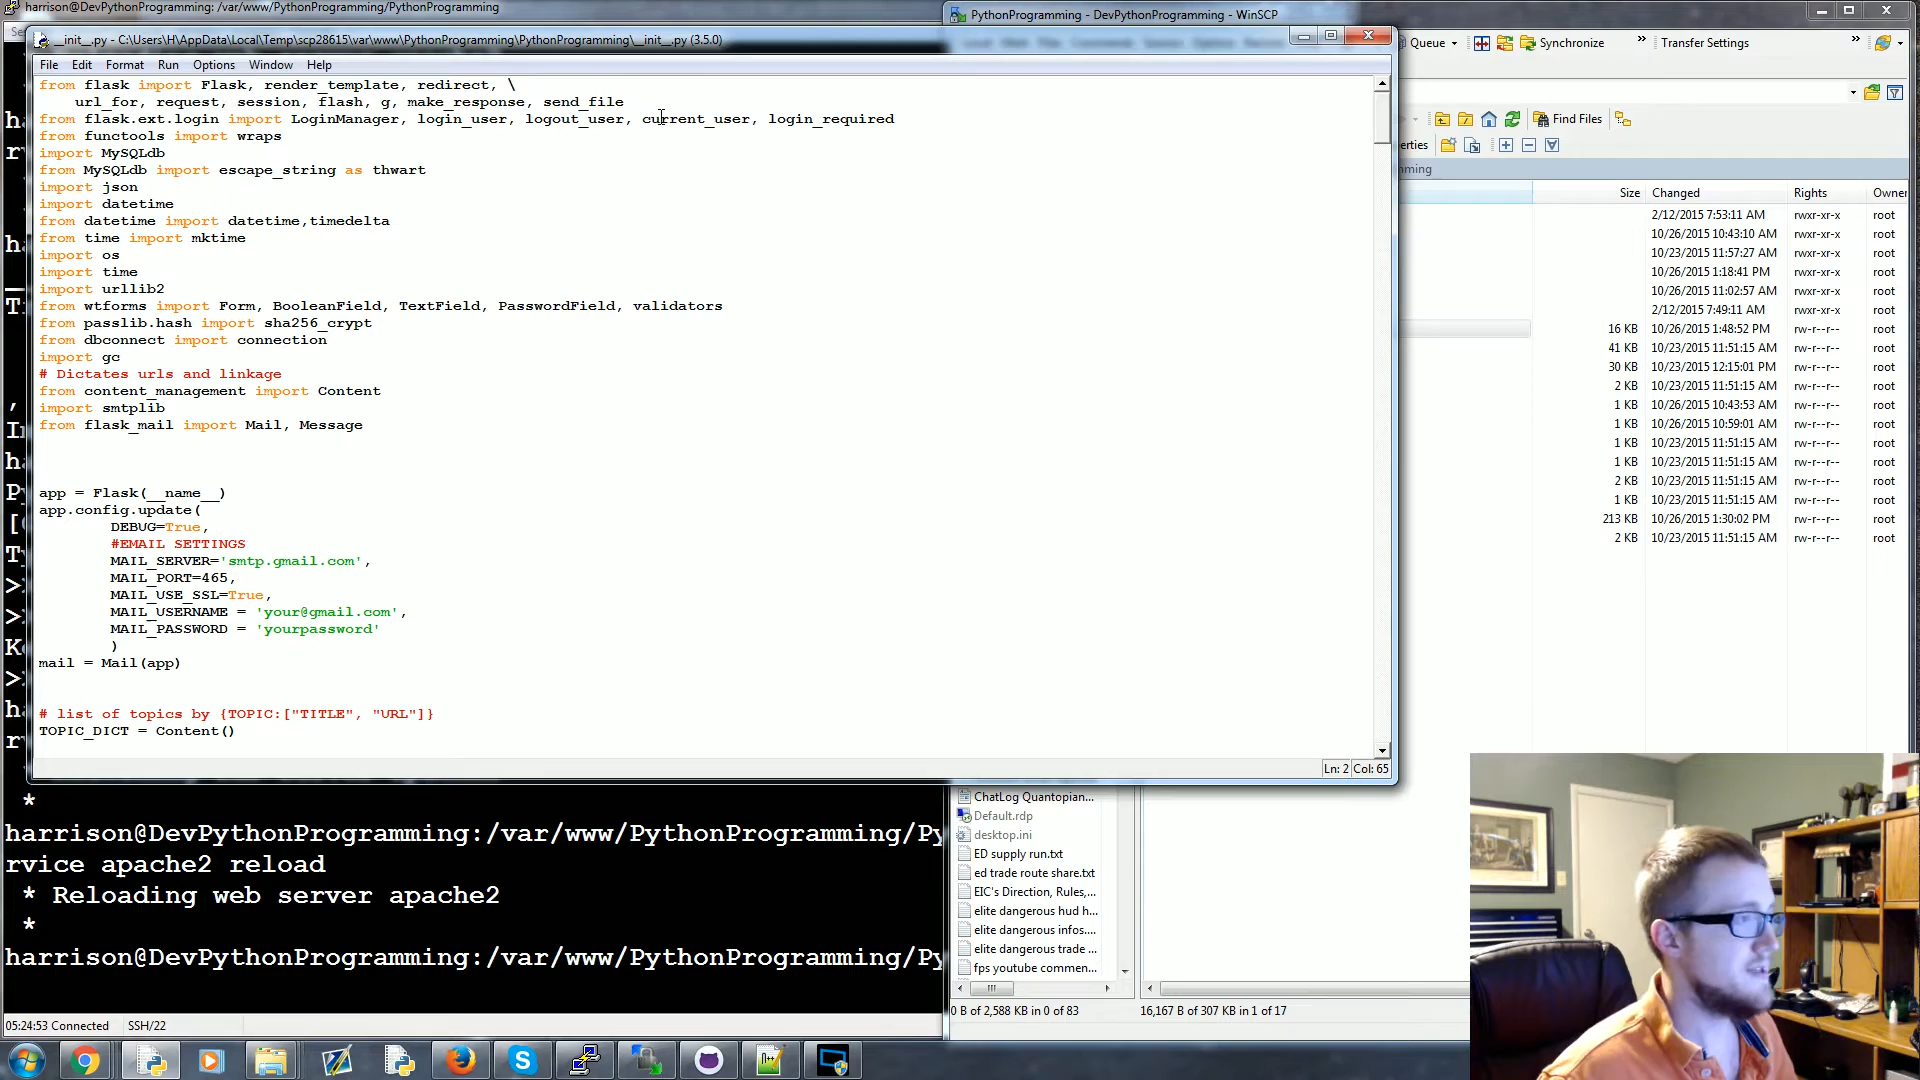 harrison@DevPythonProgramming: /var/www/PythonProgramming/PythonProgramming
PythonProgramming - DevPythonProgramming - WinSCP
__init__.py - C:\Users\H\AppData\Local\Temp\scp28615\var\www\PythonProgramming\PythonProgramming\__init__.py (3.5.0)
File Edit Format Run Options Window Help
from flask import Flask, render_template, redirect, \
url_for, request, session, flash, g, make_response, send_file
from flask.ext.login import LoginManager, login_user, logout_user, current_user, login_required
from functools import wraps
import MySQLdb
from MySQLdb import escape_string as thwart
import json
import datetime
from datetime import datetime,timedelta
from time import mktime
import os
import time
import urllib2
from wtforms import Form, BooleanField, TextField, PasswordField, validators
from passlib.hash import sha256_crypt
from dbconnect import connection
import gc
# Dictates urls and linkage
from content_management import Content
import smtplib
from flask_mail import Mail, Message
app = Flask(__name__)
app.config.update(
DEBUG=True,
#EMAIL SETTINGS
MAIL_SERVER='smtp.gmail.com',
MAIL_PORT=465,
MAIL_USE_SSL=True,
MAIL_USERNAME = 'your@gmail.com',
MAIL_PASSWORD = 'yourpassword'
)
mail = Mail(app)
# list of topics by {TOPIC:["TITLE", "URL"]}
TOPIC_DICT = Content()
Ln: 2 Col: 65
Queue Synchronize Transfer Settings
Find Files
erties
ming
Size Changed Rights Owner
2/12/2015 7:53:11 AM rwxr-xr-x root
10/26/2015 10:43:10 AM rwxr-xr-x root
10/23/2015 11:57:27 AM rwxr-xr-x root
10/26/2015 1:18:41 PM rwxr-xr-x root
10/26/2015 11:02:57 AM rwxr-xr-x root
2/12/2015 7:49:11 AM rwxr-xr-x root
16 KB 10/26/2015 1:48:52 PM rw-r--r-- root
41 KB 10/23/2015 11:51:15 AM rw-r--r-- root
30 KB 10/23/2015 12:15:01 PM rw-r--r-- root
2 KB 10/23/2015 11:51:15 AM rw-r--r-- root
1 KB 10/26/2015 10:43:53 AM rw-r--r-- root
1 KB 10/26/2015 10:59:01 AM rw-r--r-- root
1 KB 10/23/2015 11:51:15 AM rw-r--r-- root
1 KB 10/23/2015 11:51:15 AM rw-r--r-- root
2 KB 10/23/2015 11:51:15 AM rw-r--r-- root
1 KB 10/23/2015 11:51:15 AM rw-r--r-- root
213 KB 10/26/2015 1:30:02 PM rw-r--r-- root
2 KB 10/23/2015 11:51:15 AM rw-r--r-- root
*
harrison@DevPythonProgramming:/var/www/PythonProgramming/Py
rvice apache2 reload
* Reloading web server apache2
*
harrison@DevPythonProgramming:/var/www/PythonProgramming/Py
05:24:53 Connected SSH/22
ChatLog Quantopian...
Default.rdp
desktop.ini
ED supply run.txt
ed trade route share.txt
EIC's Direction, Rules,...
elite dangerous hud h...
elite dangerous infos....
elite dangerous trade ...
fps youtube commen...
0 B of 2,588 KB in 0 of 83
16,167 B of 307 KB in 1 of 17